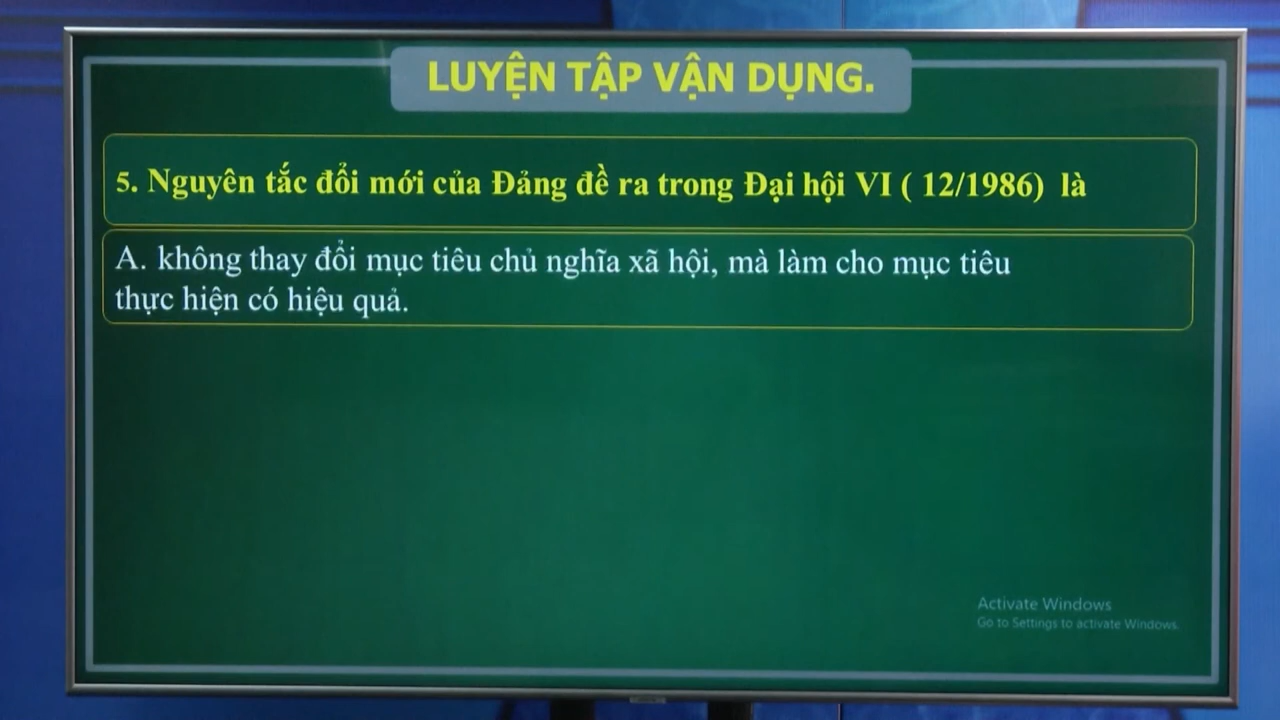 LUYỆN TẬP VẬN DỤNG.
5. Nguyên tắc đổi mới của Đảng đề ra trong Đại hội VI ( 12/1986) là
A. không thay đổi mục tiêu chủ nghĩa xã hội, mà làm cho mục tiêu
thực hiện có hiệu quả.
Activate Windows
Go to Settings to activate Windows.